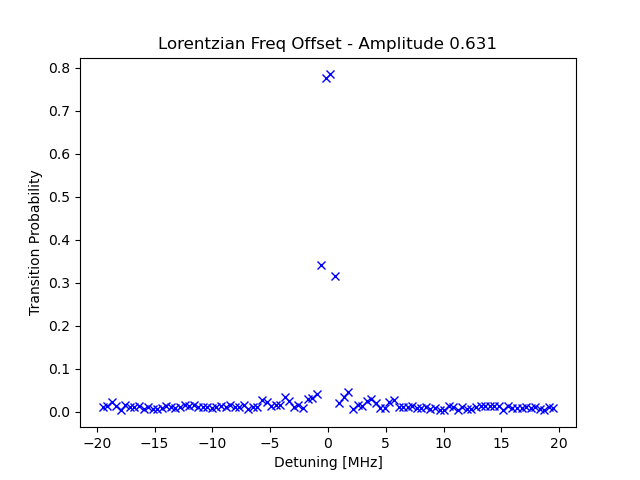 Lorentzian Freq Offset - Amplitude 0.631
Transition Probability
0.8
0.7
0.6
0.5
0.4
0.3
0.2
0.1
0.0
−20 −15 −10 −5 0 5 10 15 20
Detuning [MHz]